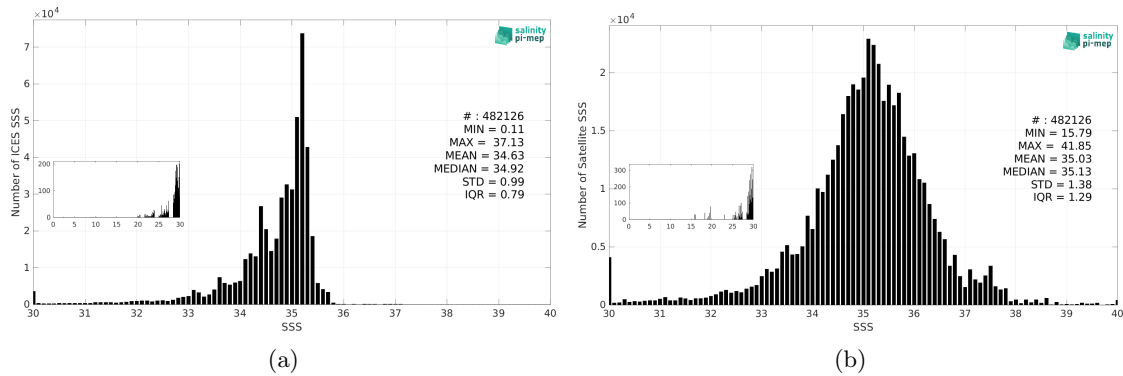 ×10⁴
7
6
5
4
3
2
1
0
Number of ICES SSS
salinity
pi-mep
# : 482126
MIN = 0.11
MAX = 37.13
MEAN = 34.63
MEDIAN = 34.92
STD = 0.99
IQR = 0.79
200
100
0
0 5 10 15 20 25 30
30 31 32 33 34 35 36 37 38 39 40
SSS
(a)
×10⁴
2
1.5
1
0.5
0
Number of Satellite SSS
salinity
pi-mep
# : 482126
MIN = 15.79
MAX = 41.85
MEAN = 35.03
MEDIAN = 35.13
STD = 1.38
IQR = 1.29
300
200
100
0
0 5 10 15 20 25 30
30 31 32 33 34 35 36 37 38 39 40
SSS
(b)